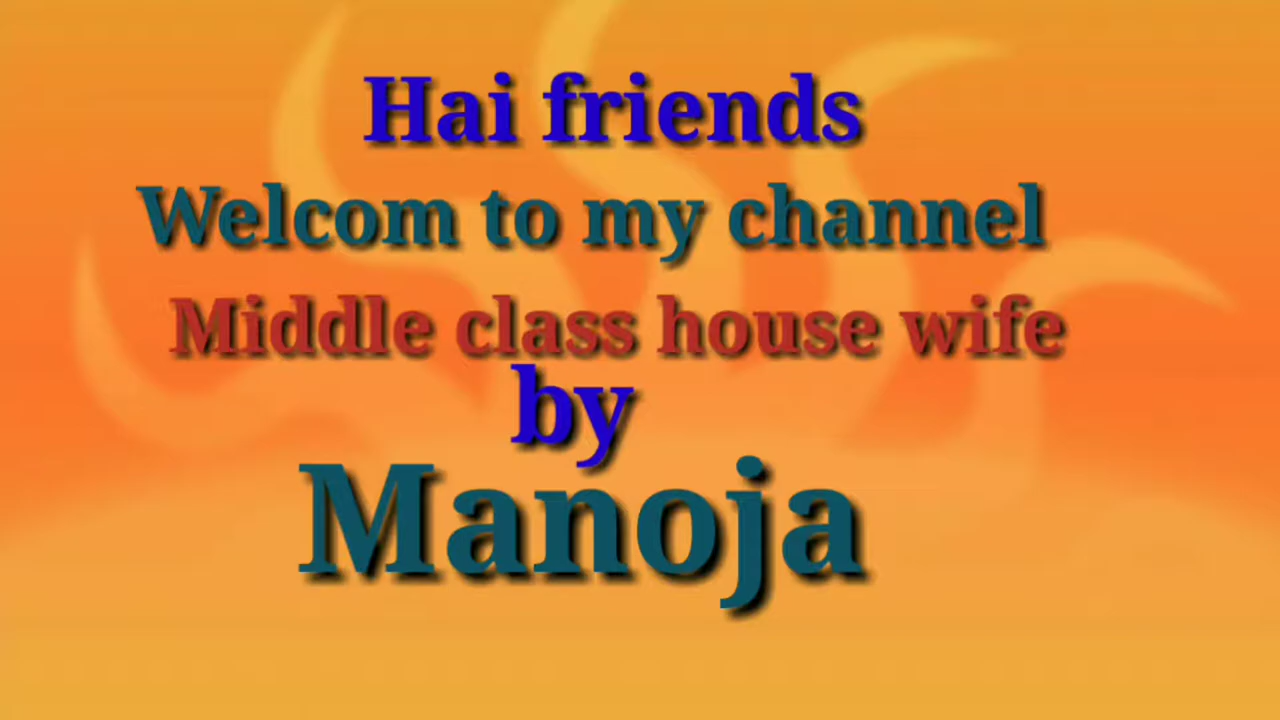 Hai friends
Welcom to my channel
Middle class house wife
by
Manoja